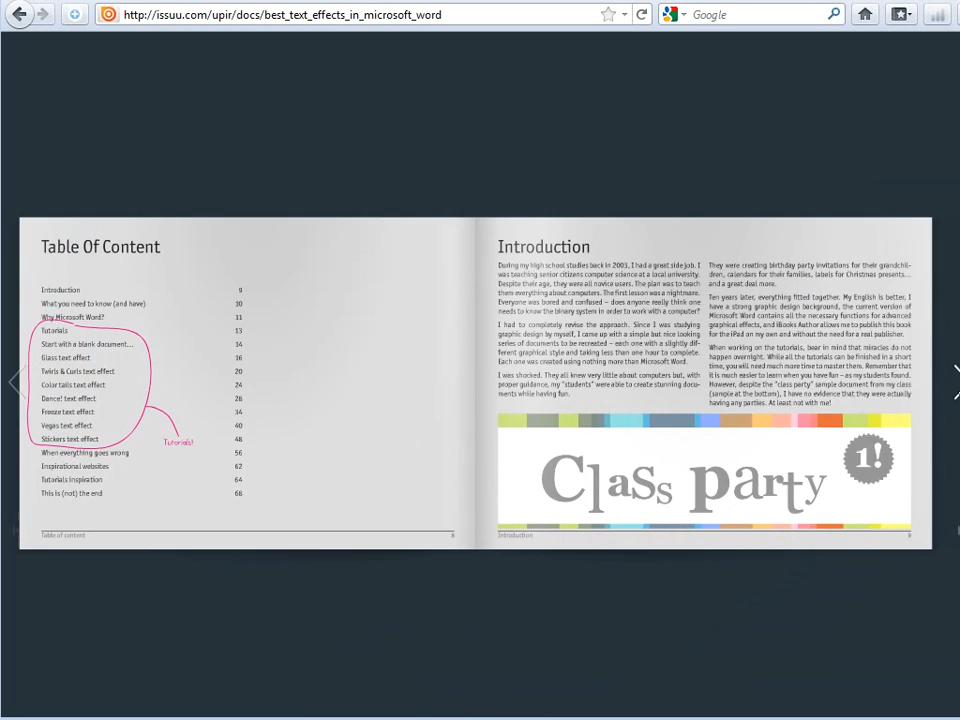 http://issuu.com/upir/docs/best_text_effects_in_microsoft_word
Google
Table Of Content
Introduction 9
What you need to know (and have) 10
Why Microsoft Word? 11
Tutorials 13
Start with a blank document... 14
Glass text effect 16
Twirls & Curls text effect 20
Color tails text effect 24
Dance! text effect 28
Freeze text effect 34
Vegas text effect 40
Stickers text effect 48
When everything goes wrong 56
Inspirational websites 62
Tutorials inspiration 64
This is (not) the end 68
Tutorials!
Table of content 8
Introduction
During my high school studies back in 2003, I had a great side job. I
was teaching senior citizens computer science at a local university.
Despite their age, they were all novice users. The plan was to teach
them everything about computers. The first lesson was a nightmare.
Everyone was bored and confused – does anyone really think one
needs to know the binary system in order to work with a computer?
I had to completely revise the approach. Since I was studying
graphic design by myself, I came up with a simple but nice looking
series of documents to be recreated – each one with a slightly dif-
ferent graphical style and taking less than one hour to complete.
Each one was created using nothing more than Microsoft Word.
I was shocked. They all knew very little about computers but, with
proper guidance, my "students" were able to create stunning docu-
ments while having fun.
They were creating birthday party invitations for their grandchil-
dren, calendars for their families, labels for Christmas presents...
and a great deal more.
Ten years later, everything fitted together. My English is better, I
have a strong graphic design background, the current version of
Microsoft Word contains all the necessary functions for advanced
graphical effects, and iBooks Author allows me to publish this book
for the iPad on my own and without the need for a real publisher.
When working on the tutorials, bear in mind that miracles do not
happen overnight. While all the tutorials can be finished in a short
time, you will need much more time to master them. Remember that
it is much easier to learn when you have fun – as my students found.
However, despite the "class party" sample document from my class
(sample at the bottom), I have no evidence that they were actually
having any parties. At least not with me!
Class party
1!
Introduction 9